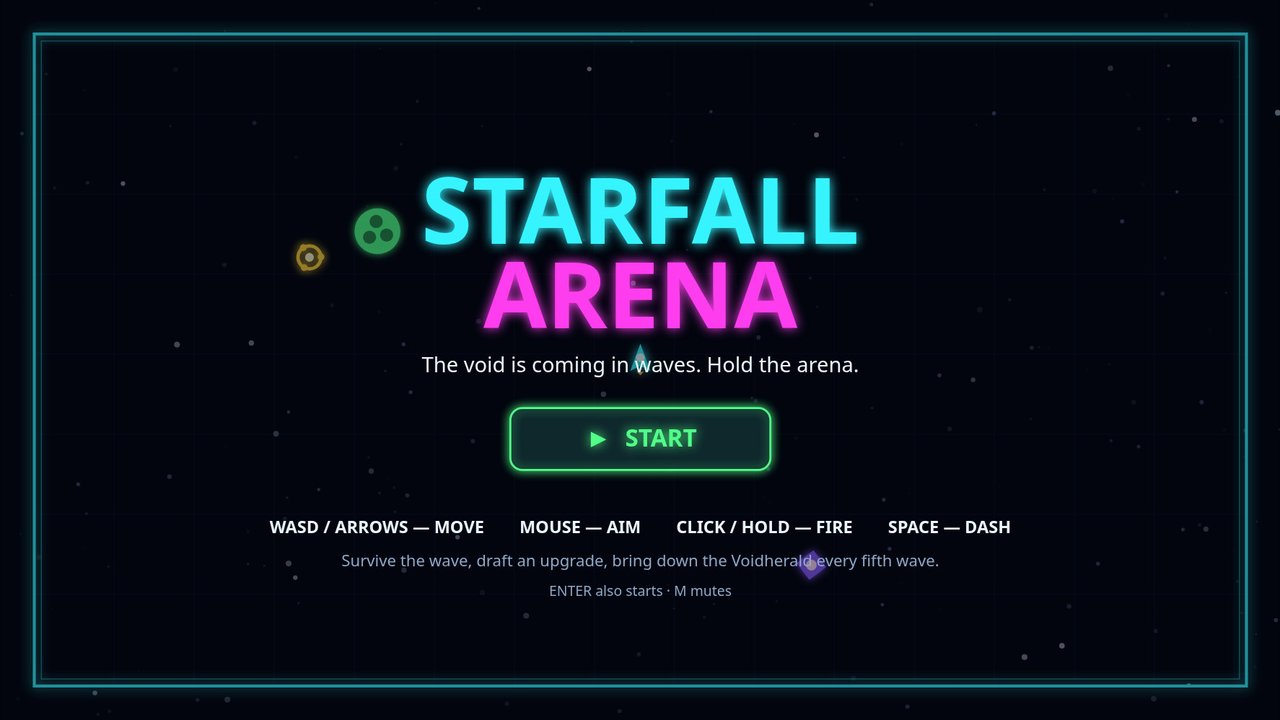 STARFALL
ARENA
The void is coming in waves. Hold the arena.
▶ START
WASD / ARROWS — MOVE MOUSE — AIM CLICK / HOLD — FIRE SPACE — DASH
Survive the wave, draft an upgrade, bring down the Voidherald every fifth wave.
ENTER also starts · M mutes